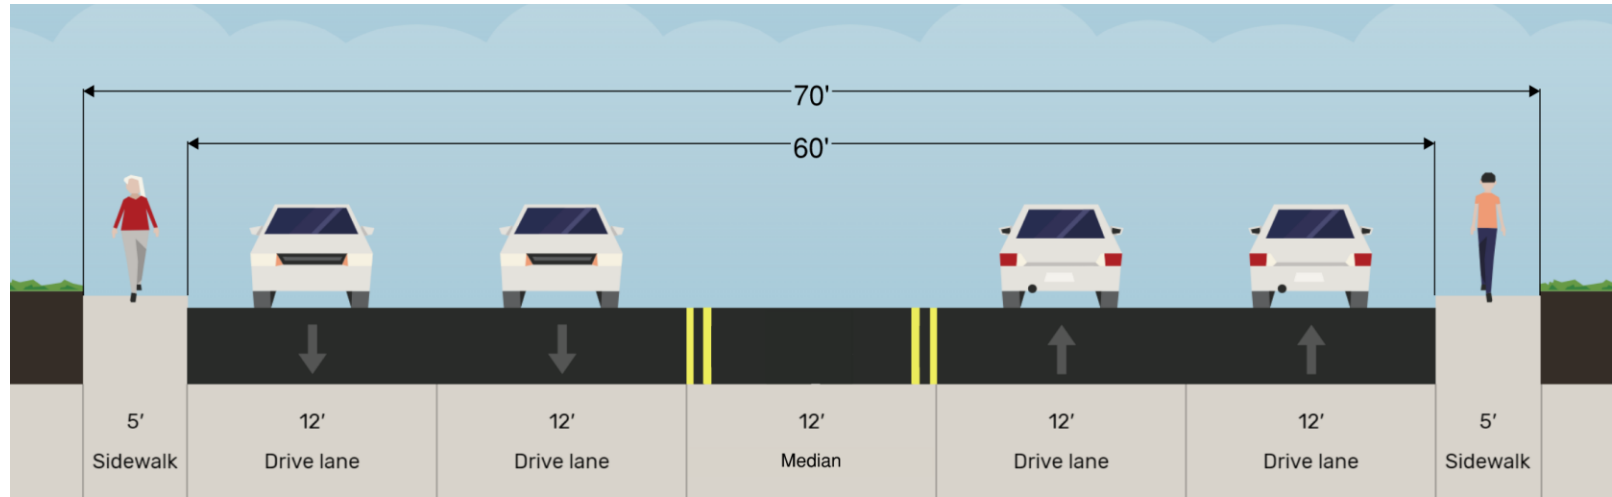 70'
60'
5' 12' 12' 12' 12' 12' 5'
Sidewalk Drive lane Drive lane Median Drive lane Drive lane Sidewalk